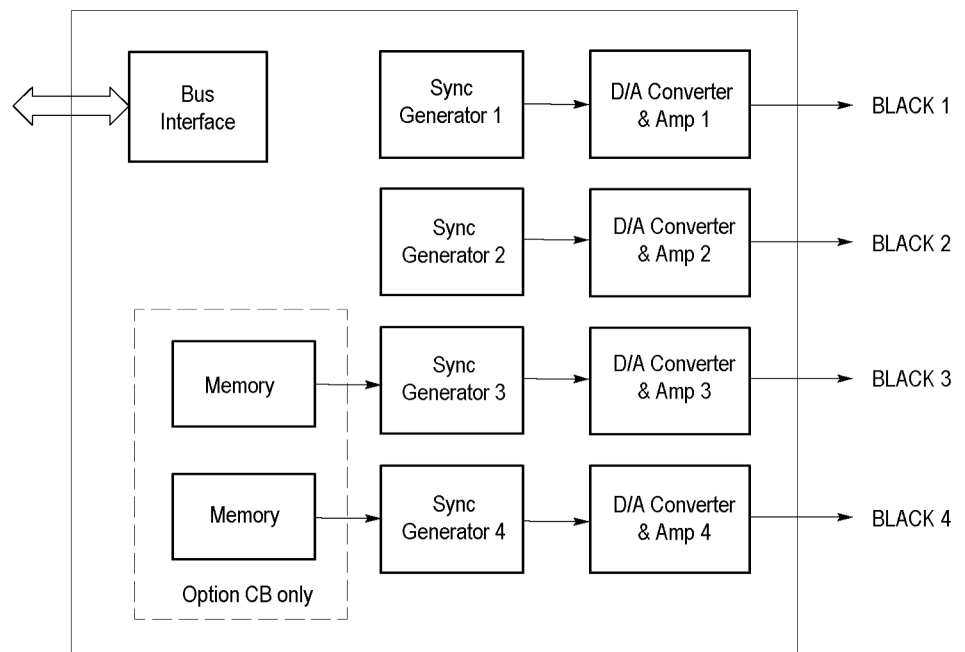 Bus
Interface
Sync
Generator 1
D/A Converter
& Amp 1
BLACK 1
Sync
Generator 2
D/A Converter
& Amp 2
BLACK 2
Memory
Sync
Generator 3
D/A Converter
& Amp 3
BLACK 3
Memory
Sync
Generator 4
D/A Converter
& Amp 4
BLACK 4
Option CB only